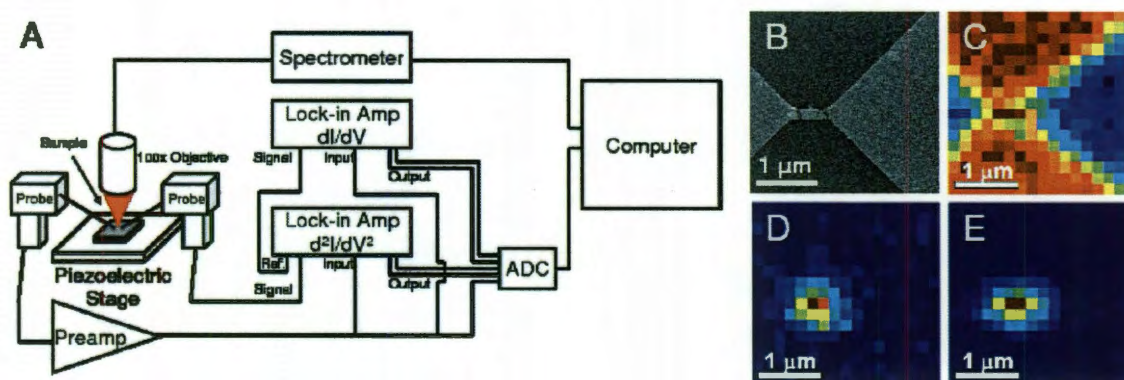 A
Spectrometer
Lock-in Amp
dI/dV
Sample
100x Objective
Signal
Input
Output
Computer
Probe
Probe
Lock-in Amp
d²I/dV²
Ref.
Input
Signal
Output
ADC
Piezoelectric
Stage
Preamp
B
1 μm
C
1 μm
D
1 μm
E
1 μm